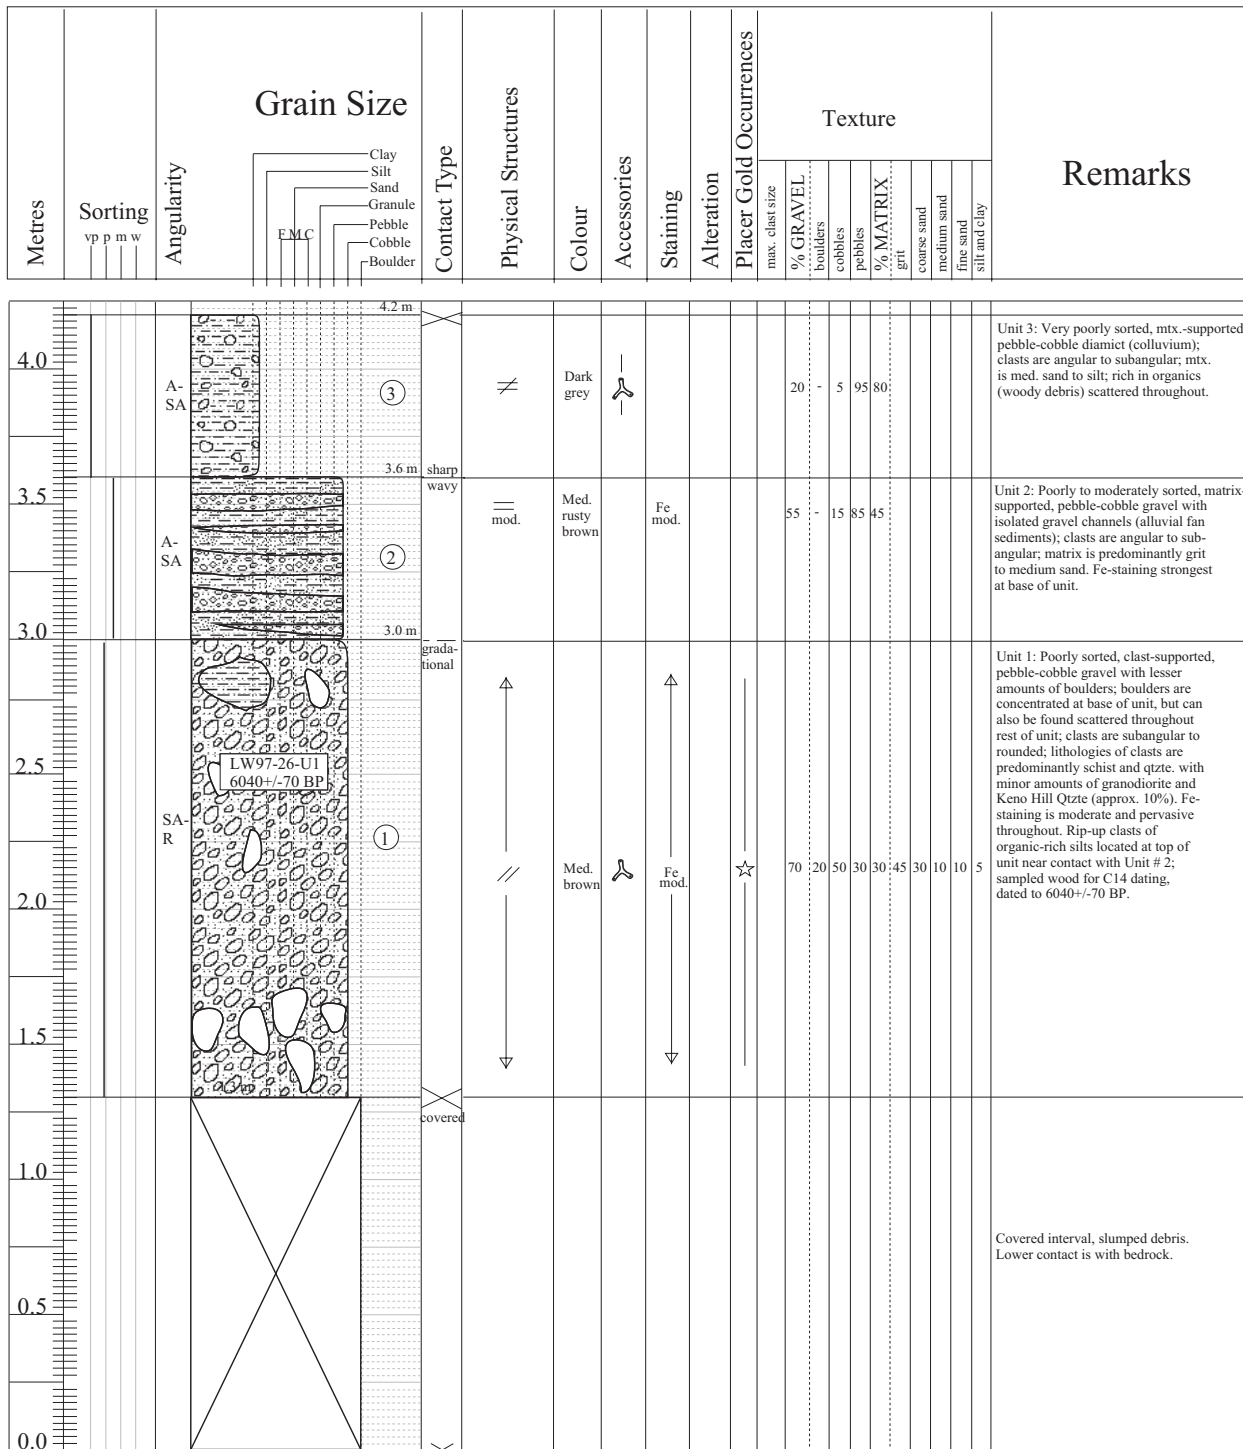 Metres
Sorting
vp p m w
Angularity
Grain Size
Clay
Silt
Sand
Granule
F M C
Pebble
Cobble
Boulder
Contact Type
Physical Structures
Colour
Accessories
Staining
Alteration
Placer Gold Occurrences
Texture
max. clast size
% GRAVEL
boulders
cobbles
pebbles
% MATRIX
grit
coarse sand
medium sand
fine sand
silt and clay
Remarks
4.2 m
4.0
A-
SA
3
Dark
grey
20 - 5 95 80
Unit 3: Very poorly sorted, mtx.-supported
pebble-cobble diamict (colluvium);
clasts are angular to subangular; mtx.
is med. sand to silt; rich in organics
(woody debris) scattered throughout.
3.6 m
sharp
wavy
3.5
A-
SA
2
mod.
Med.
rusty
brown
Fe
mod.
55 - 15 85 45
Unit 2: Poorly to moderately sorted, matrix-
supported, pebble-cobble gravel with
isolated gravel channels (alluvial fan
sediments); clasts are angular to sub-
angular; matrix is predominantly grit
to medium sand. Fe-staining strongest
at base of unit.
3.0 m
3.0
grada-
tional
LW97-26-U1
6040+/-70 BP
2.5
SA-
R
1
Med.
brown
Fe
mod.
70 20 50 30 30 45 30 10 10 5
Unit 1: Poorly sorted, clast-supported,
pebble-cobble gravel with lesser
amounts of boulders; boulders are
concentrated at base of unit, but can
also be found scattered throughout
rest of unit; clasts are subangular to
rounded; lithologies of clasts are
predominantly schist and qtzte. with
minor amounts of granodiorite and
Keno Hill Qtzte (approx. 10%). Fe-
staining is moderate and pervasive
throughout. Rip-up clasts of
organic-rich silts located at top of
unit near contact with Unit # 2;
sampled wood for C14 dating,
dated to 6040+/-70 BP.
2.0
1.5
1.3 m
covered
1.0
Covered interval, slumped debris.
Lower contact is with bedrock.
0.5
0.0